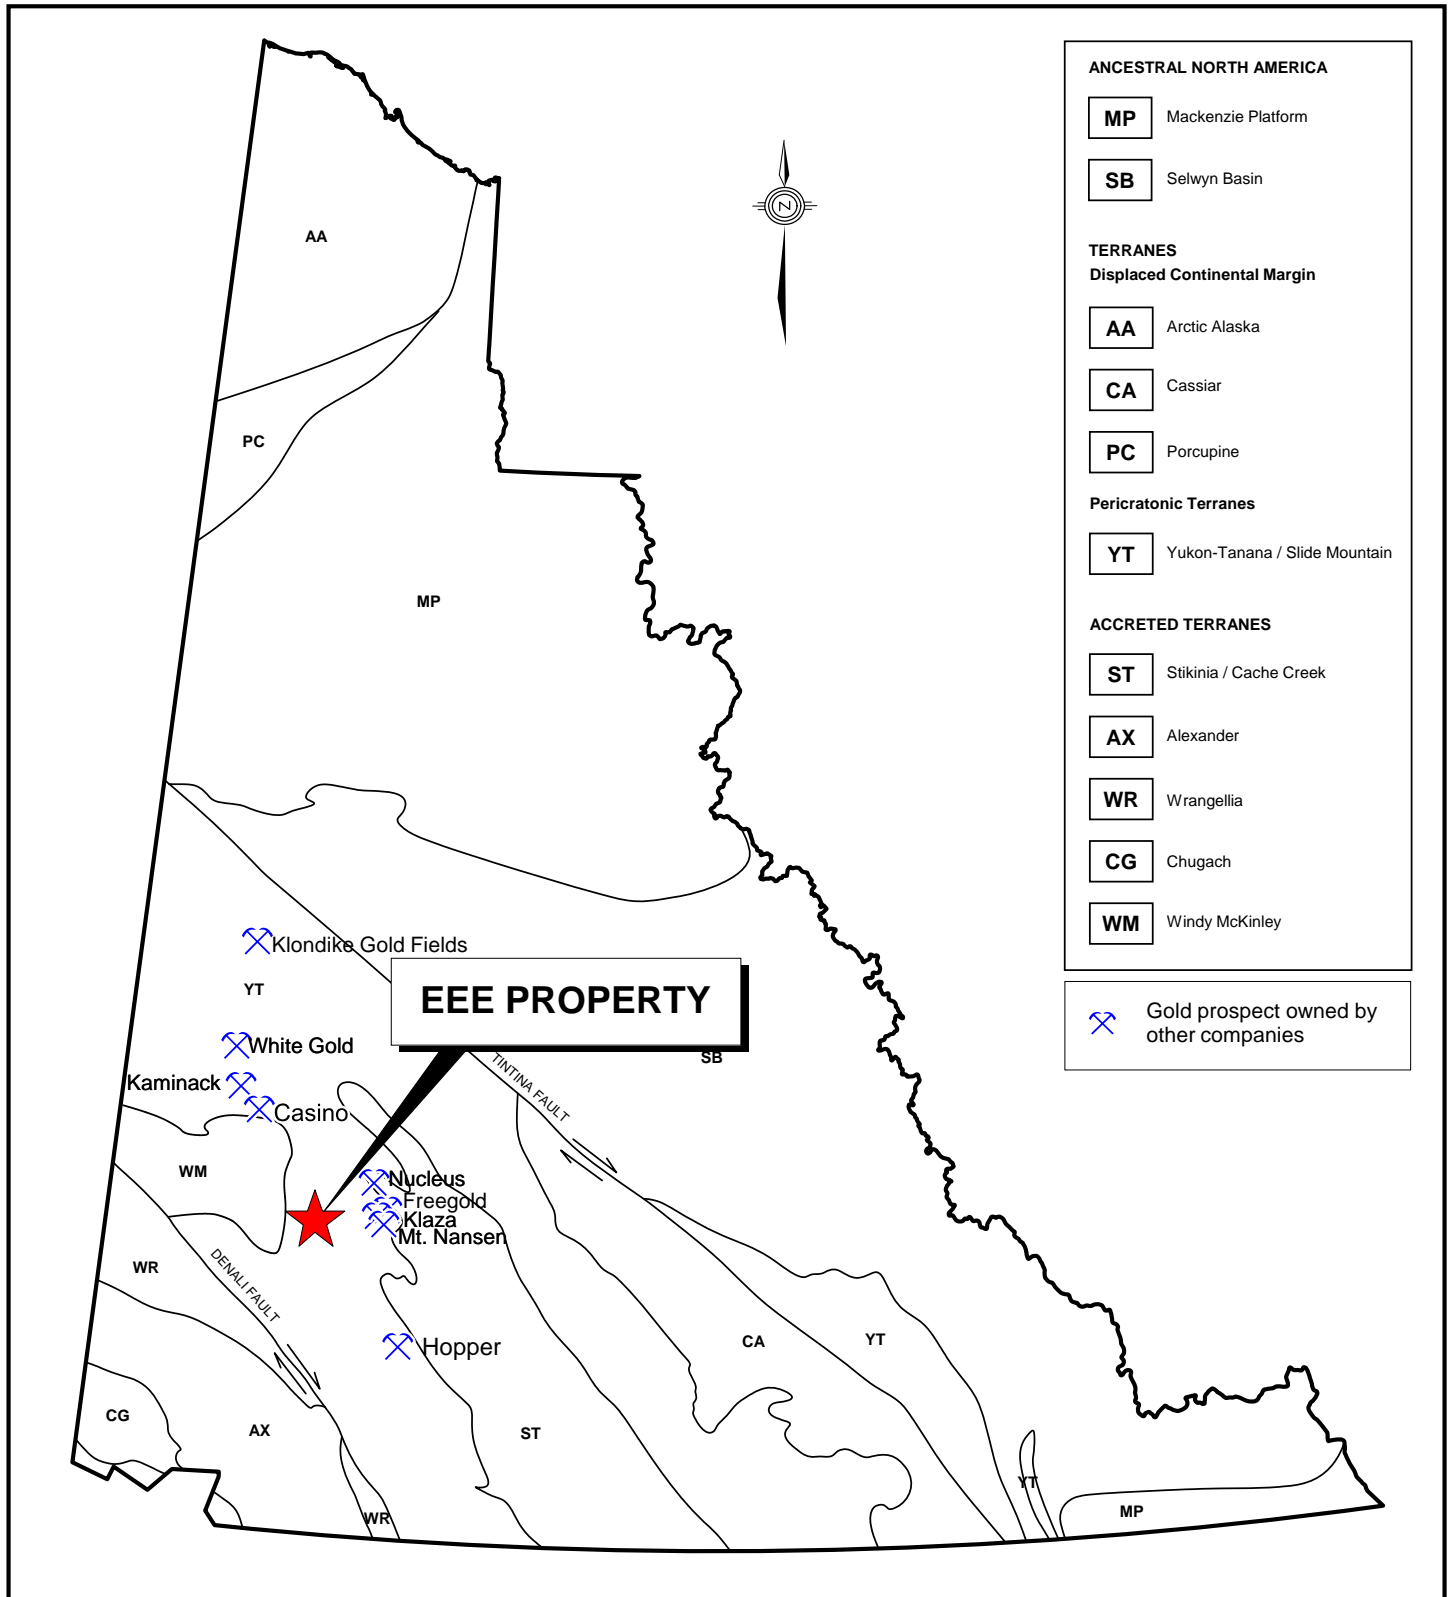 ANCESTRAL NORTH AMERICA
MP Mackenzie Platform
SB Selwyn Basin
TERRANES
Displaced Continental Margin
AA Arctic Alaska
CA Cassiar
PC Porcupine
Pericratonic Terranes
YT Yukon-Tanana / Slide Mountain
ACCRETED TERRANES
ST Stikinia / Cache Creek
AX Alexander
WR Wrangellia
CG Chugach
WM Windy McKinley
Gold prospect owned by
other companies
N
AA
PC
MP
Klondike Gold Fields
YT
EEE PROPERTY
White Gold
SB
TINTINA FAULT
Kaminack
Casino
WM
Nucleus
Freegold
Klaza
Mt. Nansen
WR
DENALI FAULT
Hopper
CA
YT
CG
AX
ST
YT
WR
MP